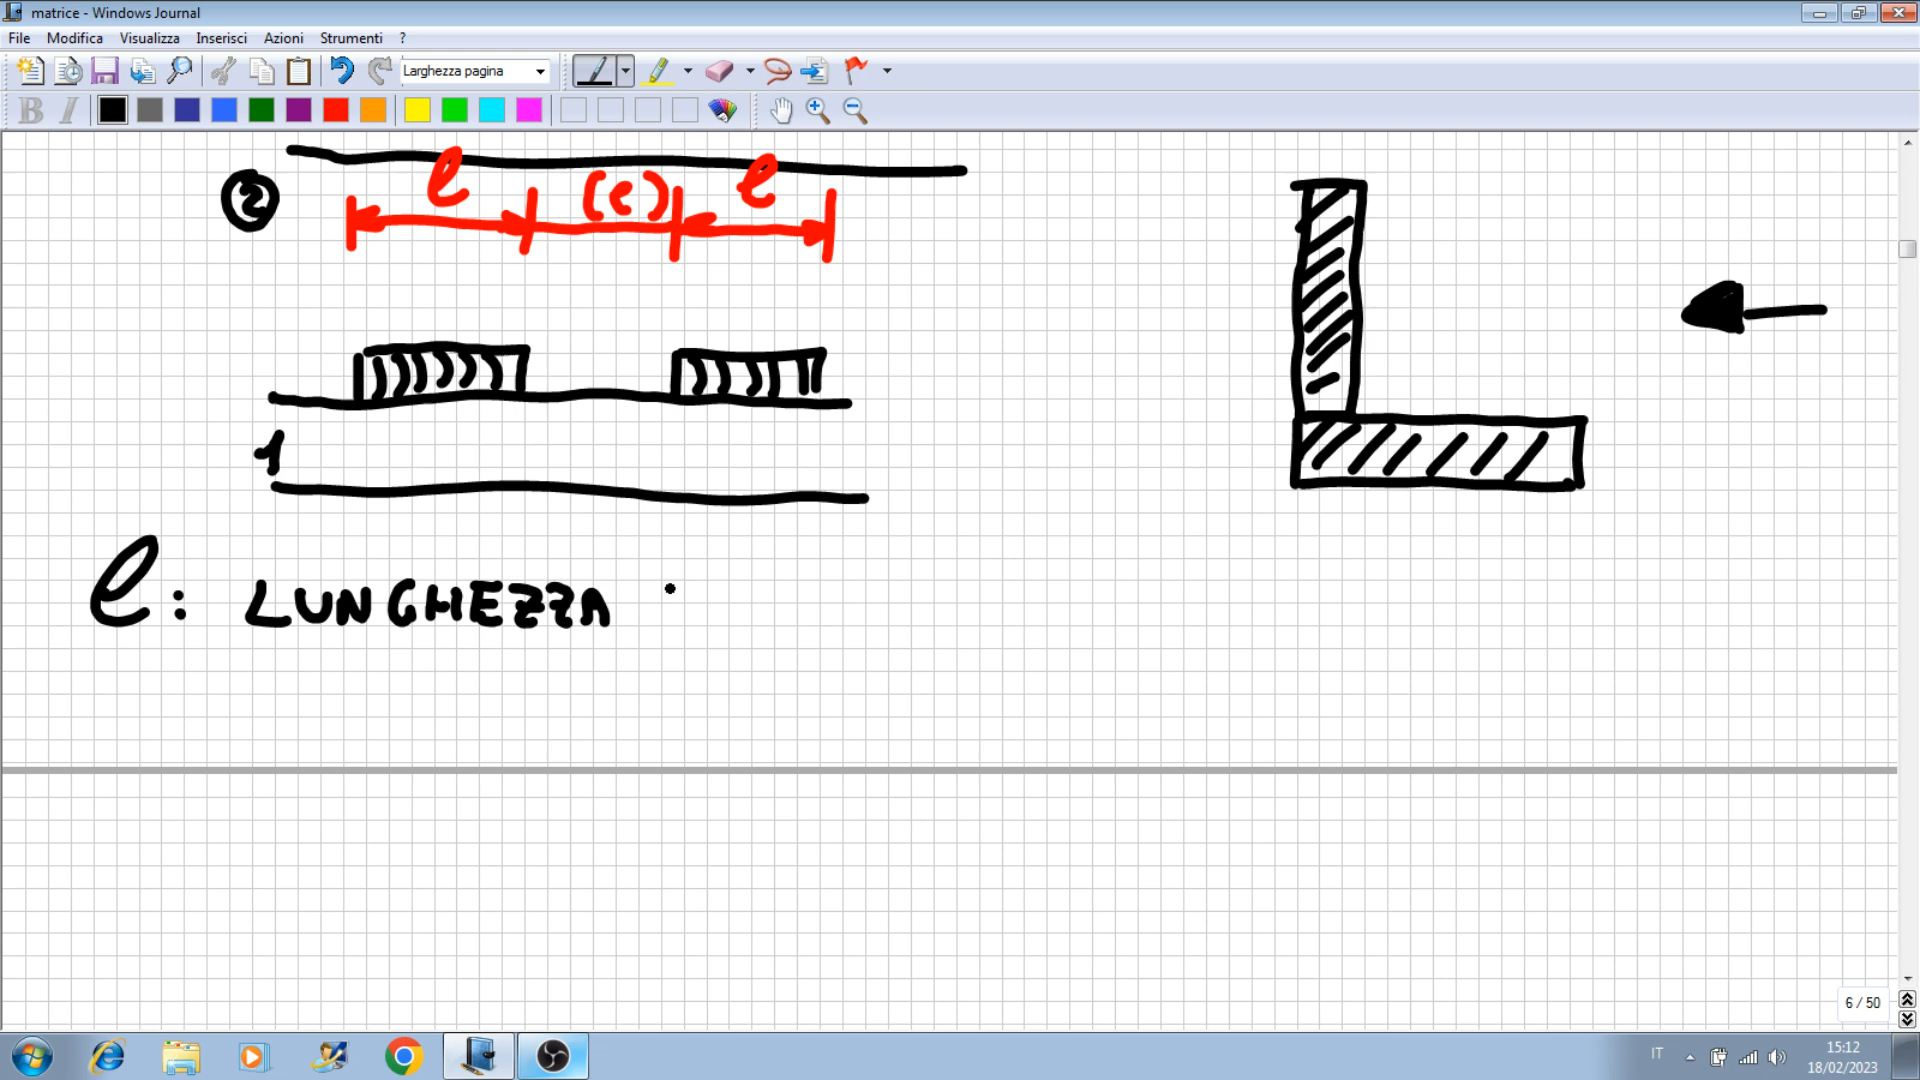 matrice - Windows Journal
File Modifica Visualizza Inserisci Azioni Strumenti ?
Larghezza pagina
B I
2 l (e) l
1
l: LUNGHEZZA
6 / 50
IT 15:12
18/02/2023